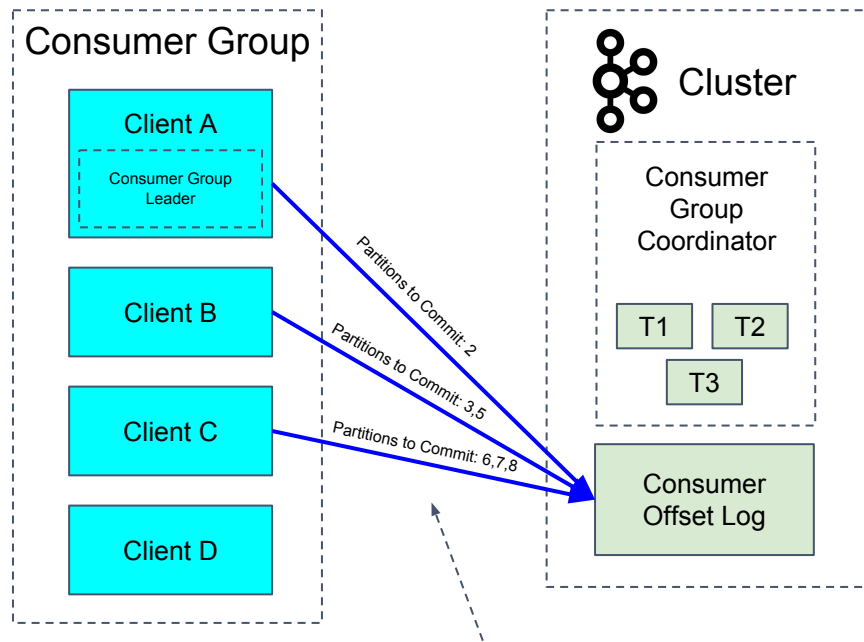 Consumer Group
Client A
Consumer Group
Leader
Client B
Client C
Client D
Partitions to Commit: 2
Partitions to Commit: 3,5
Partitions to Commit: 6,7,8
Cluster
Consumer
Group
Coordinator
T1
T2
T3
Consumer
Offset Log